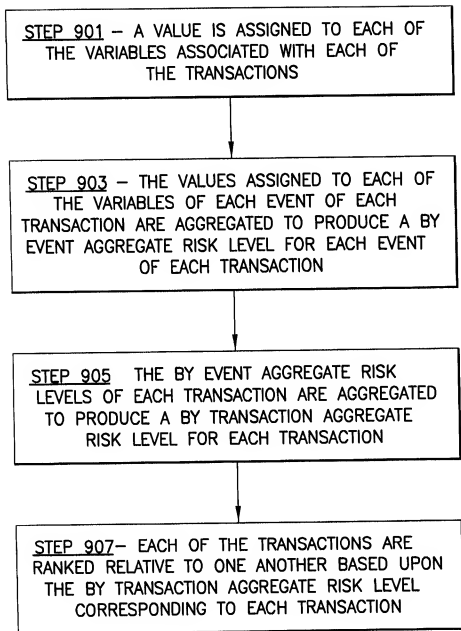 STEP 901 – A VALUE IS ASSIGNED TO EACH OF
THE VARIABLES ASSOCIATED WITH EACH OF
THE TRANSACTIONS
STEP 903 – THE VALUES ASSIGNED TO EACH OF
THE VARIABLES OF EACH EVENT OF EACH
TRANSACTION ARE AGGREGATED TO PRODUCE A BY
EVENT AGGREGATE RISK LEVEL FOR EACH EVENT
OF EACH TRANSACTION
STEP 905 THE BY EVENT AGGREGATE RISK
LEVELS OF EACH TRANSACTION ARE AGGREGATED
TO PRODUCE A BY TRANSACTION AGGREGATE
RISK LEVEL FOR EACH TRANSACTION
STEP 907– EACH OF THE TRANSACTIONS ARE
RANKED RELATIVE TO ONE ANOTHER BASED UPON
THE BY TRANSACTION AGGREGATE RISK LEVEL
CORRESPONDING TO EACH TRANSACTION